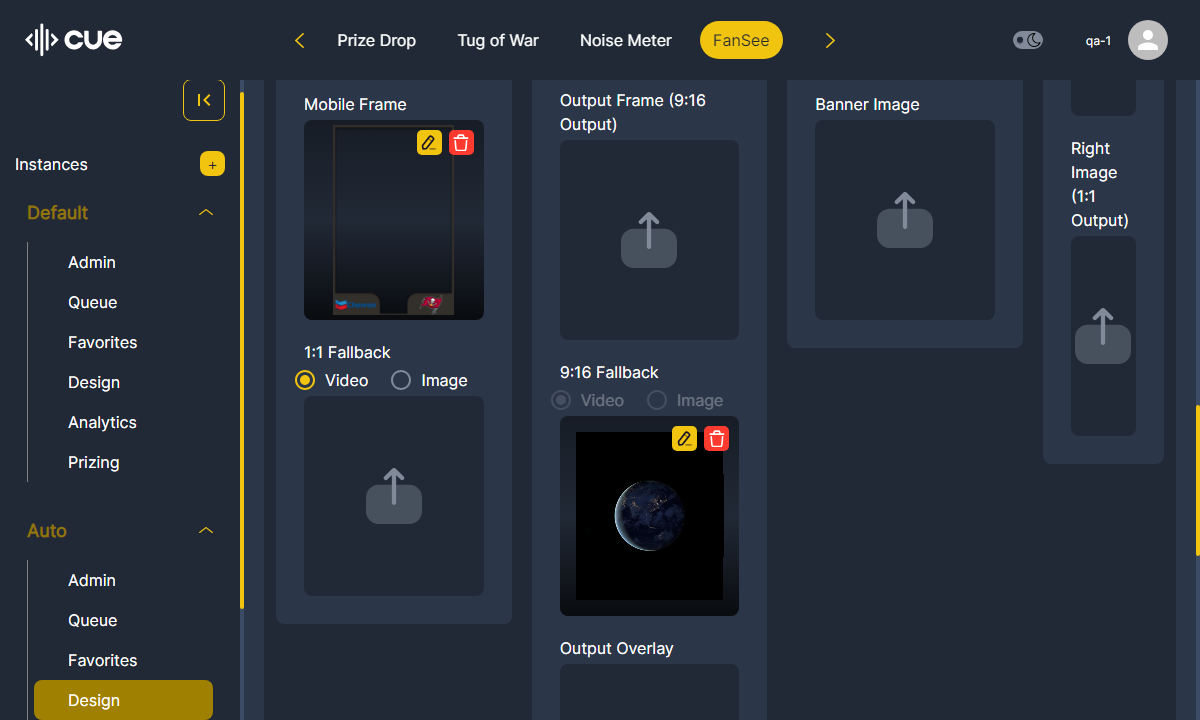 cue
Prize Drop
Tug of War
Noise Meter
FanSee
qa-1
Instances
+
Default
Admin
Queue
Favorites
Design
Analytics
Prizing
Auto
Admin
Queue
Favorites
Design
Mobile Frame
1:1 Fallback
Video
Image
Output Frame (9:16
Output)
9:16 Fallback
Video
Image
Output Overlay
Banner Image
Right
Image
(1:1
Output)